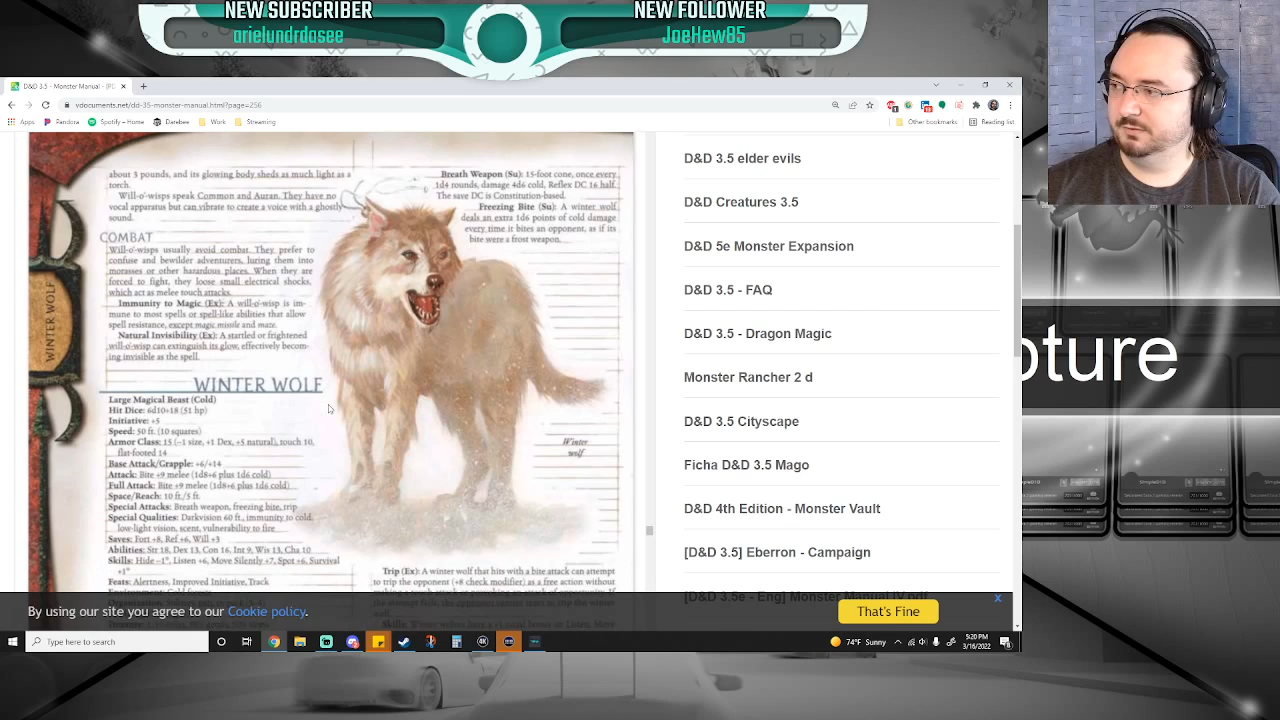 NEW SUBSCRIBER
arielundrdasee
NEW FOLLOWER
JoeHew85
D&D 3.5 - Monster Manual - [PD
vdocuments.net/dd-35-monster-manual.html?page=256
Apps
Pandora
Spotify – Home
Darebee
Work
Streaming
Other bookmarks
Reading list
about 3 pounds, and its glowing body sheds as much light as a
torch.
Will-o'-wisps speak Common and Auran. They have no
vocal apparatus but can vibrate to create a voice with a ghostly
sound.
COMBAT
Will-o'-wisps usually avoid combat. They prefer to
confuse and bewilder adventurers, luring them into
morasses or other hazardous places. When they are
forced to fight, they loose small electrical shocks,
which act as melee touch attacks.
Immunity to Magic (Ex): A will-o'-wisp is im-
mune to most spells or spell-like abilities that allow
spell resistance, except magic missile and maze.
Natural Invisibility (Ex): A startled or frightened
will-o'-wisp can extinguish its glow, effectively becom-
ing invisible as the spell.
WINTER WOLF
WINTER WOLF
Large Magical Beast (Cold)
Hit Dice: 6d10+18 (51 hp)
Initiative: +5
Speed: 50 ft. (10 squares)
Armor Class: 15 (–1 size, +1 Dex, +5 natural), touch 10,
flat-footed 14
Base Attack/Grapple: +6/+14
Attack: Bite +9 melee (1d8+6 plus 1d6 cold)
Full Attack: Bite +9 melee (1d8+6 plus 1d6 cold)
Space/Reach: 10 ft./5 ft.
Special Attacks: Breath weapon, freezing bite, trip
Special Qualities: Darkvision 60 ft., immunity to cold,
low-light vision, scent, vulnerability to fire
Saves: Fort +8, Ref +6, Will +3
Abilities: Str 18, Dex 13, Con 16, Int 9, Wis 13, Cha 10
Skills: Hide –1*, Listen +6, Move Silently +7, Spot +6, Survival
+1*
Feats: Alertness, Improved Initiative, Track
Breath Weapon (Su): 15-foot cone, once every
1d4 rounds, damage 4d6 cold, Reflex DC 16 half.
The save DC is Constitution-based.
Freezing Bite (Su): A winter wolf
deals an extra 1d6 points of cold damage
every time it bites an opponent, as if its
bite were a frost weapon.
Winter
wolf
Trip (Ex): A winter wolf that hits with a bite attack can attempt
to trip the opponent (+8 check modifier) as a free action without
D&D 3.5 elder evils
D&D Creatures 3.5
D&D 5e Monster Expansion
D&D 3.5 - FAQ
D&D 3.5 - Dragon Magic
Monster Rancher 2 d
D&D 3.5 Cityscape
Ficha D&D 3.5 Mago
D&D 4th Edition - Monster Vault
[D&D 3.5] Eberron - Campaign
[D&D 3.5e - Eng] Monster Manual IV.pdf
By using our site you agree to our Cookie policy.
That's Fine
x
Type here to search
74°F Sunny
5:20 PM
3/16/2022
pture